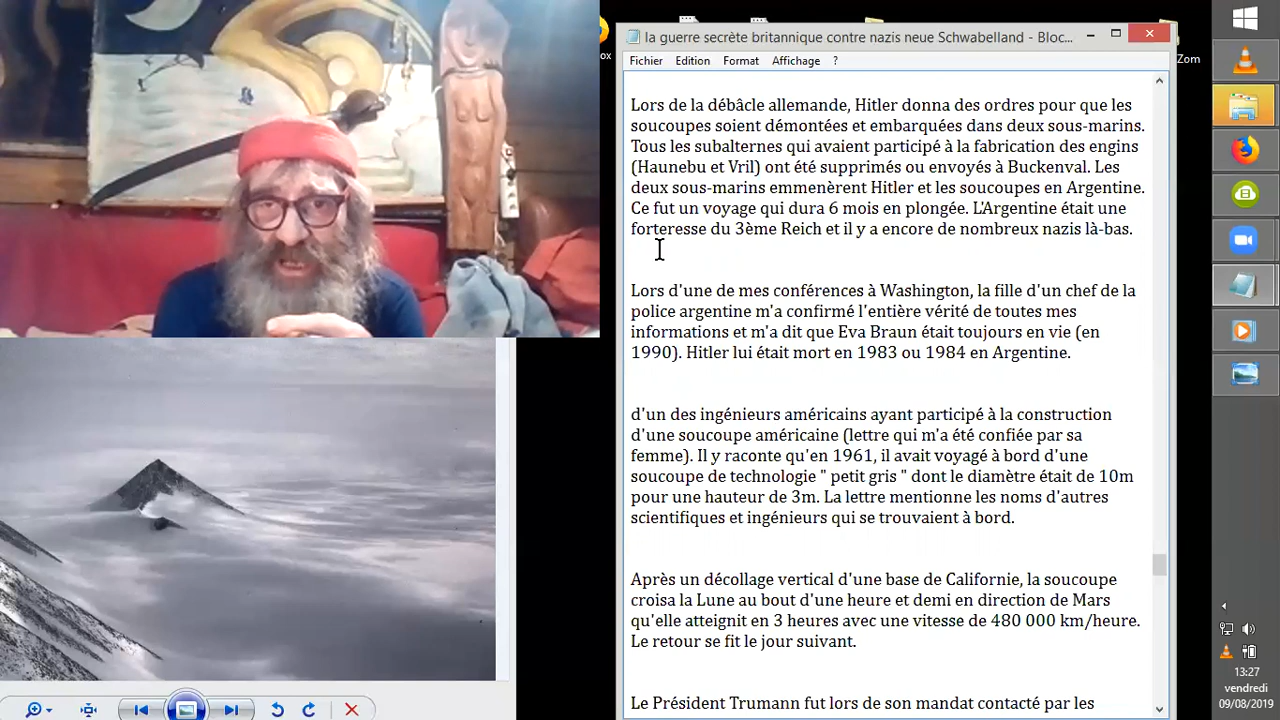 la guerre secrète britannique contre nazis neue Schwabelland - Bloc...
Fichier Edition Format Affichage ?
ox
Zom
Lors de la débâcle allemande, Hitler donna des ordres pour que les
soucoupes soient démontées et embarquées dans deux sous-marins.
Tous les subalternes qui avaient participé à la fabrication des engins
(Haunebu et Vril) ont été supprimés ou envoyés à Buckenval. Les
deux sous-marins emmenèrent Hitler et les soucoupes en Argentine.
Ce fut un voyage qui dura 6 mois en plongée. L'Argentine était une
forteresse du 3ème Reich et il y a encore de nombreux nazis là-bas.
Lors d'une de mes conférences à Washington, la fille d'un chef de la
police argentine m'a confirmé l'entière vérité de toutes mes
informations et m'a dit que Eva Braun était toujours en vie (en
1990). Hitler lui était mort en 1983 ou 1984 en Argentine.
d'un des ingénieurs américains ayant participé à la construction
d'une soucoupe américaine (lettre qui m'a été confiée par sa
femme). Il y raconte qu'en 1961, il avait voyagé à bord d'une
soucoupe de technologie " petit gris " dont le diamètre était de 10m
pour une hauteur de 3m. La lettre mentionne les noms d'autres
scientifiques et ingénieurs qui se trouvaient à bord.
Après un décollage vertical d'une base de Californie, la soucoupe
croisa la Lune au bout d'une heure et demi en direction de Mars
qu'elle atteignit en 3 heures avec une vitesse de 480 000 km/heure.
Le retour se fit le jour suivant.
Le Président Trumann fut lors de son mandat contacté par les
13:27
vendredi
09/08/2019